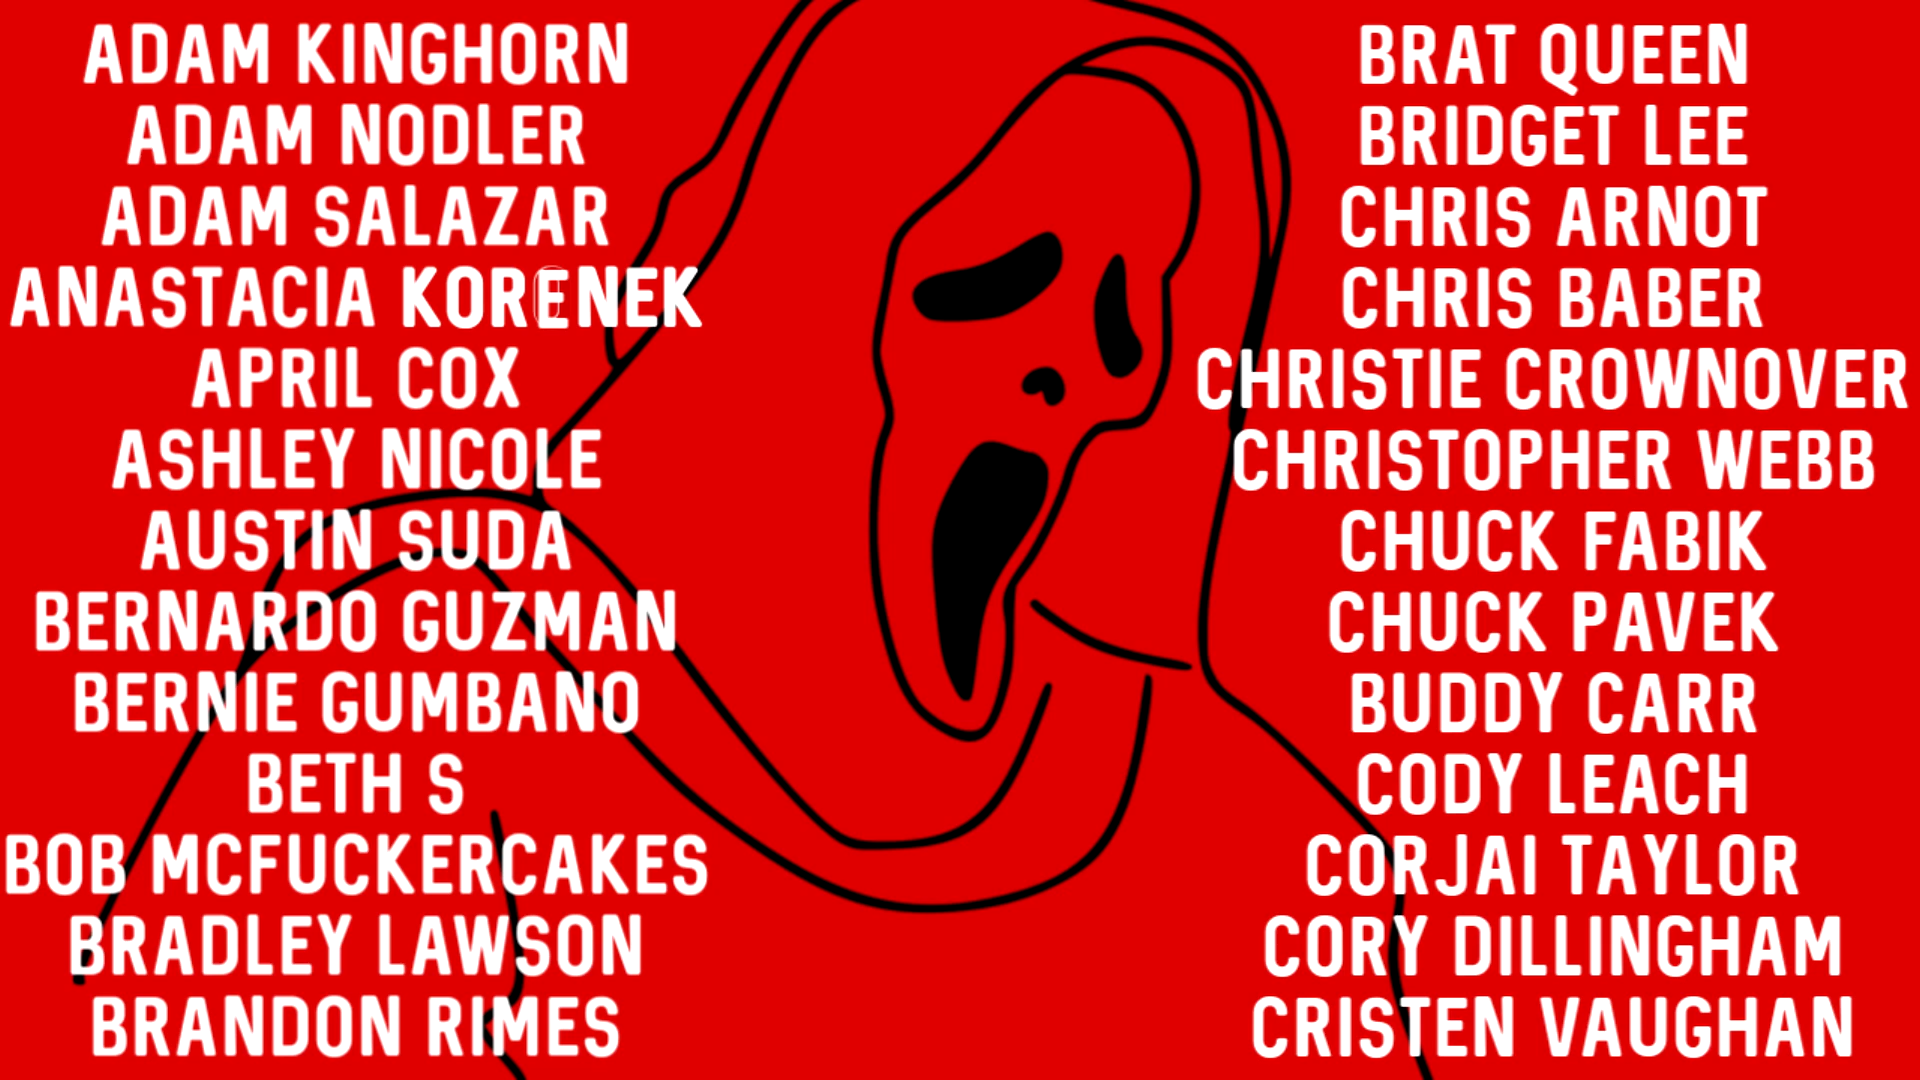 ADAM KINGHORN
ADAM NODLER
ADAM SALAZAR
ANASTACIA KORENEK
APRIL COX
ASHLEY NICOLE
AUSTIN SUDA
BERNARDO GUZMAN
BERNIE GUMBANO
BETH S
BOB MCFUCKERCAKES
BRADLEY LAWSON
BRANDON RIMES
BRAT QUEEN
BRIDGET LEE
CHRIS ARNOT
CHRIS BABER
CHRISTIE CROWNOVER
CHRISTOPHER WEBB
CHUCK FABIK
CHUCK PAVEK
BUDDY CARR
CODY LEACH
CORJAI TAYLOR
CORY DILLINGHAM
CRISTEN VAUGHAN